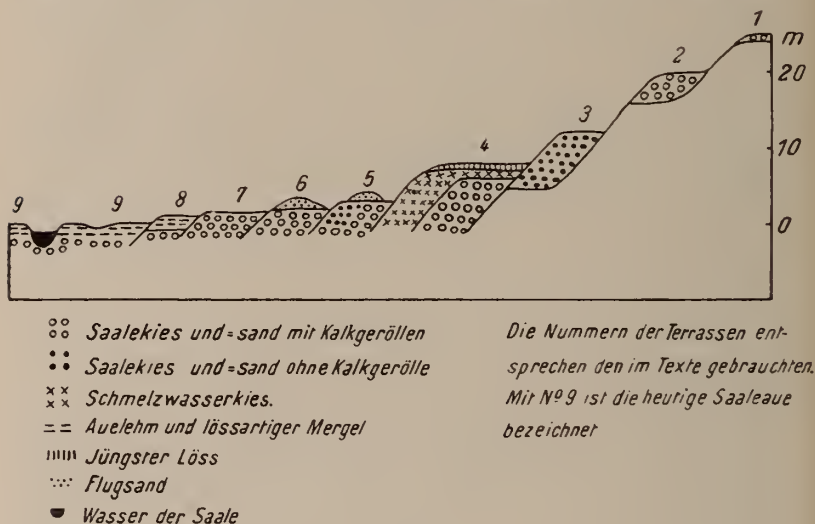 1 m
2 20
3
4 10
5
6
7
8
9 9 0
Saalekies und=sand mit Kalkgeröllen
Saalekies und=sand ohne Kalkgerölle
Schmelzwasserkies.
Auelehm und lössartiger Mergel
Jüngster Löss
Flugsand
Wasser der Saale
Die Nummern der Terrassen ent-
sprechen den im Texte gebrauchten.
Mit Nº 9 ist die heutige Saaleaue
bezeichnet